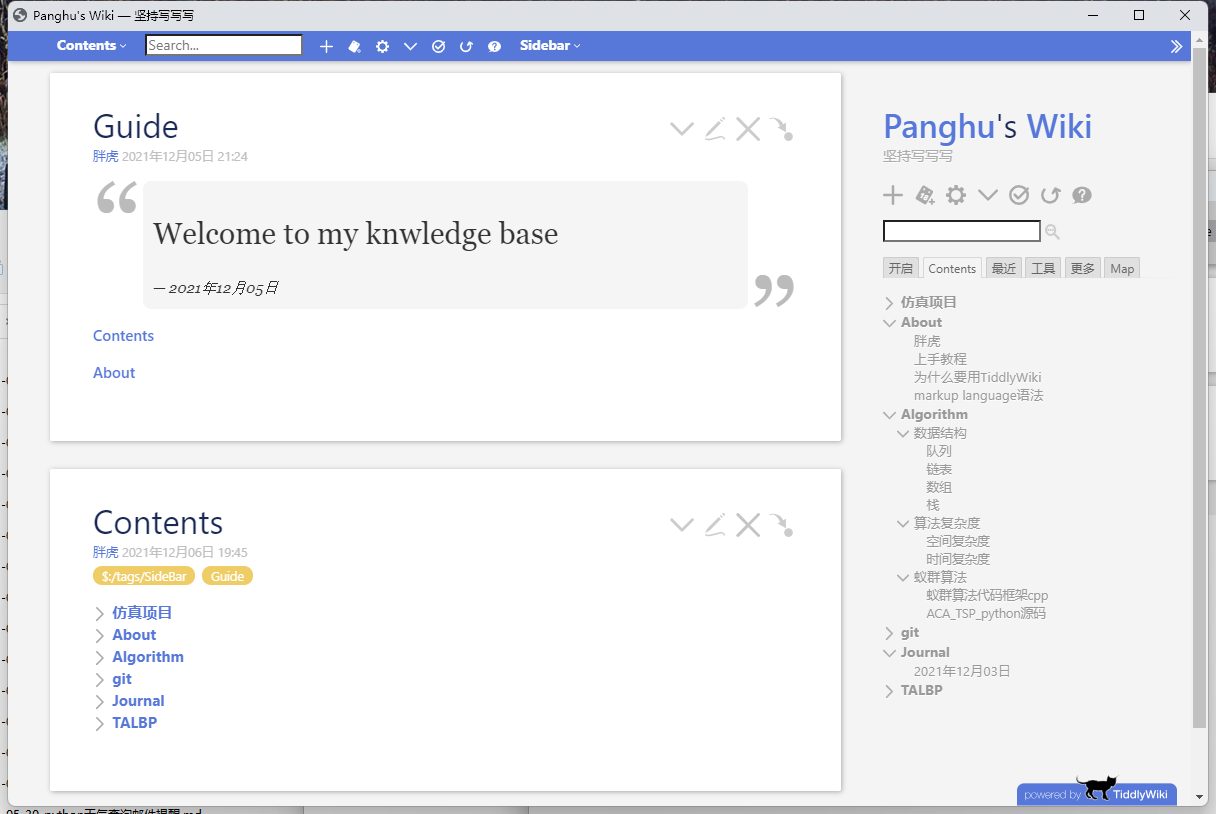 Panghu's Wiki — 坚持写写写
Contents
Search...
Sidebar
Guide
胖虎 2021年12月05日 21:24
“
Welcome to my knwledge base
— 2021年12月05日
”
Contents
About
Contents
胖虎 2021年12月06日 19:45
$:/tags/SideBar Guide
仿真项目
About
Algorithm
git
Journal
TALBP
Panghu's Wiki
坚持写写写
开启 Contents 最近 工具 更多 Map
仿真项目
About
胖虎
上手教程
为什么要用TiddlyWiki
markup language语法
Algorithm
数据结构
队列
链表
数组
栈
算法复杂度
空间复杂度
时间复杂度
蚁群算法
蚁群算法代码框架cpp
ACA_TSP_python源码
git
Journal
2021年12月03日
TALBP
powered by TiddlyWiki